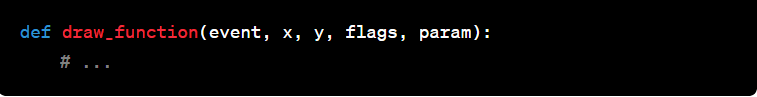 def draw_function(event, x, y, flags, param):
    # ...